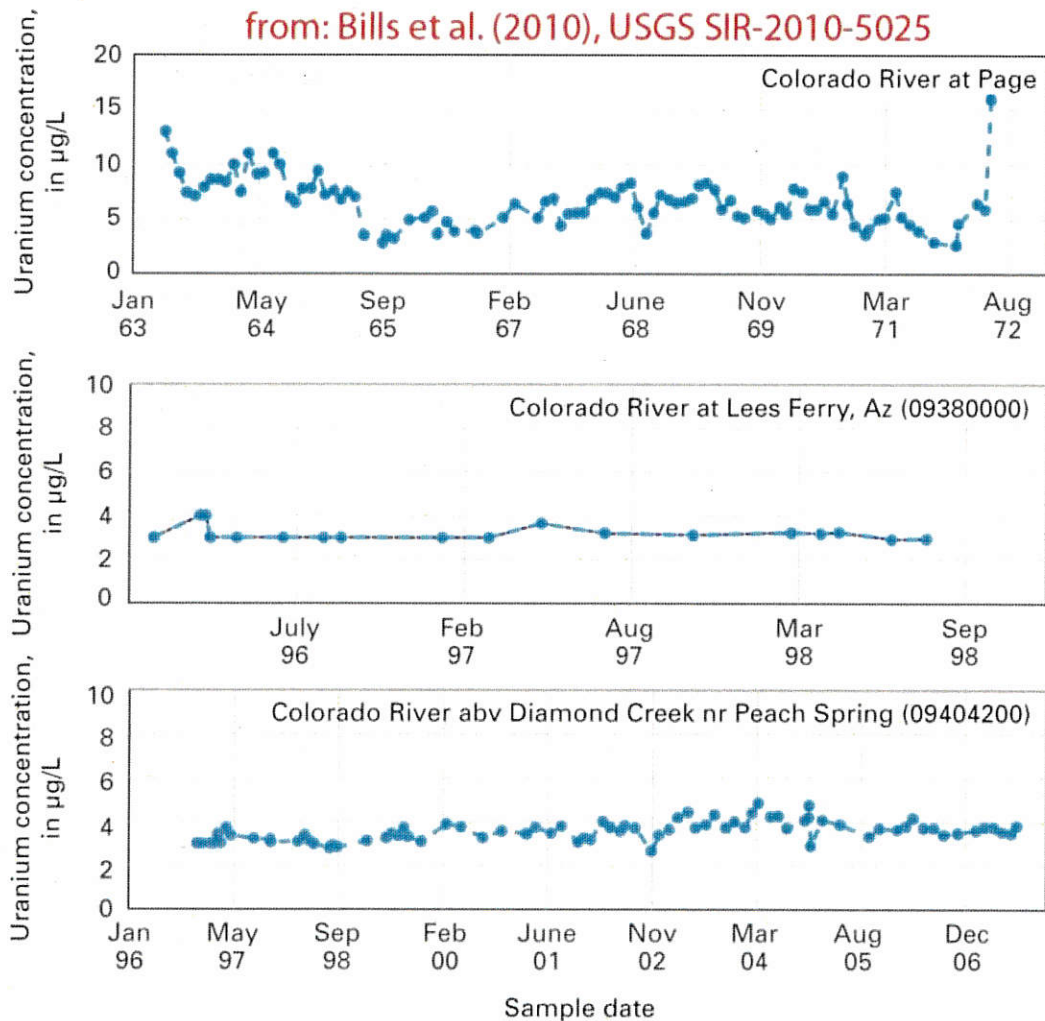 from: Bills et al. (2010), USGS SIR-2010-5025
Uranium concentration,
in µg/L
20
15
10
5
0
Colorado River at Page
Jan May Sep Feb June Nov Mar Aug
63 64 65 67 68 69 71 72
Uranium concentration,
in µg/L
10
8
6
4
2
0
Colorado River at Lees Ferry, Az (09380000)
July Feb Aug Mar Sep
96 97 97 98 98
Uranium concentration,
in µg/L
10
8
6
4
2
0
Colorado River abv Diamond Creek nr Peach Spring (09404200)
Jan May Sep Feb June Nov Mar Aug Dec
96 97 98 00 01 02 04 05 06
Sample date